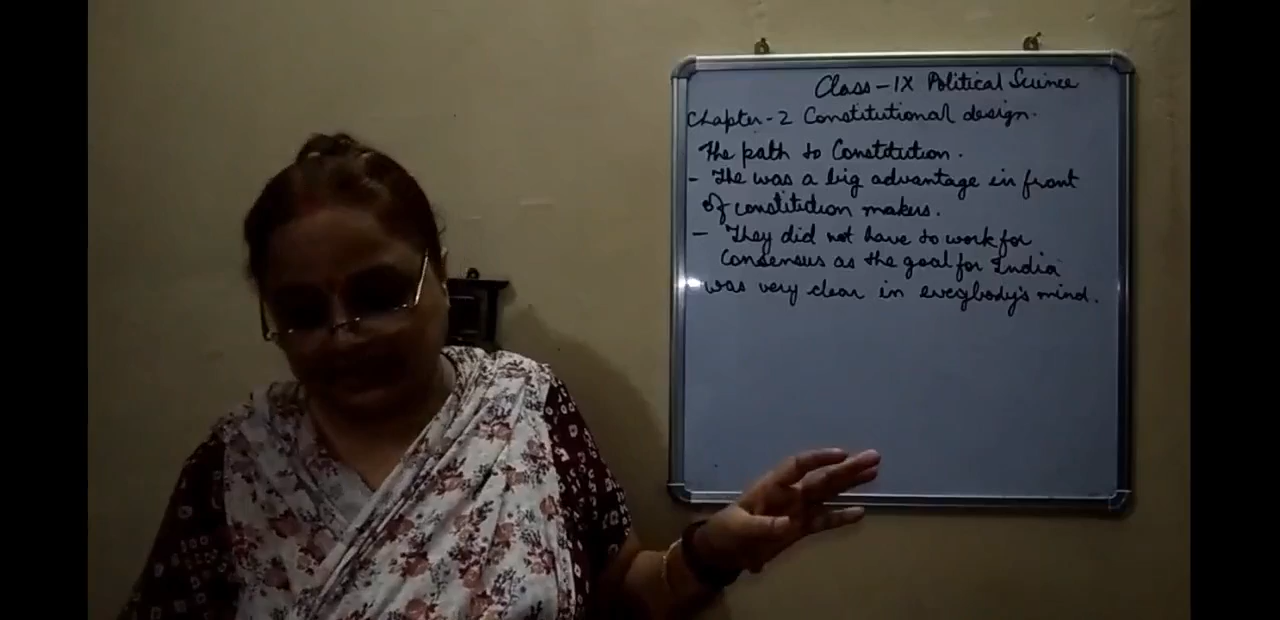 Class - IX Political Science
Chapter - 2 Constitutional design.
The path to Constitution.
- The was a big advantage in front
of constitution makers.
- They did not have to work for
Consensus as the goal for India
was very clear in everybody's mind.